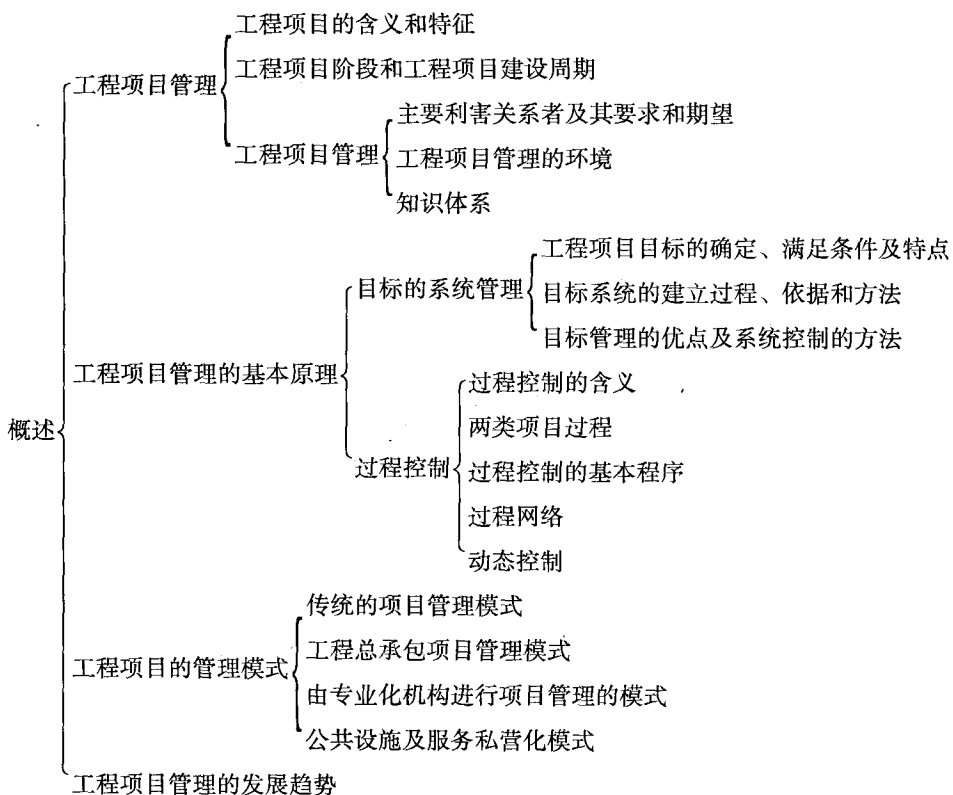 工程项目的含义和特征
工程项目管理
工程项目阶段和工程项目建设周期
主要利害关系者及其要求和期望
工程项目管理
工程项目管理的环境
知识体系
工程项目目标的确定、满足条件及特点
目标的系统管理
目标系统的建立过程、依据和方法
目标管理的优点及系统控制的方法
工程项目管理的基本原理
过程控制的含义
概述
两类项目过程
过程控制
过程控制的基本程序
过程网络
动态控制
传统的项目管理模式
工程总承包项目管理模式
工程项目的管理模式
由专业化机构进行项目管理的模式
公共设施及服务私营化模式
工程项目管理的发展趋势